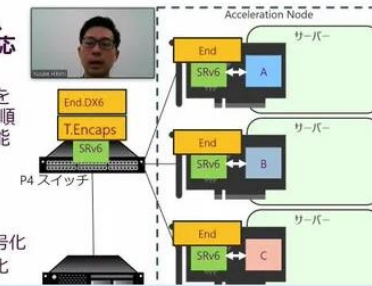 Acceleration Node
応
を
順
能
号化
化
End.DX6
T.Encaps
SRv6
P4 スイッチ
サーバー
End
SRv6
A
サーバー
End
SRv6
B
サーバー
End
SRv6
C